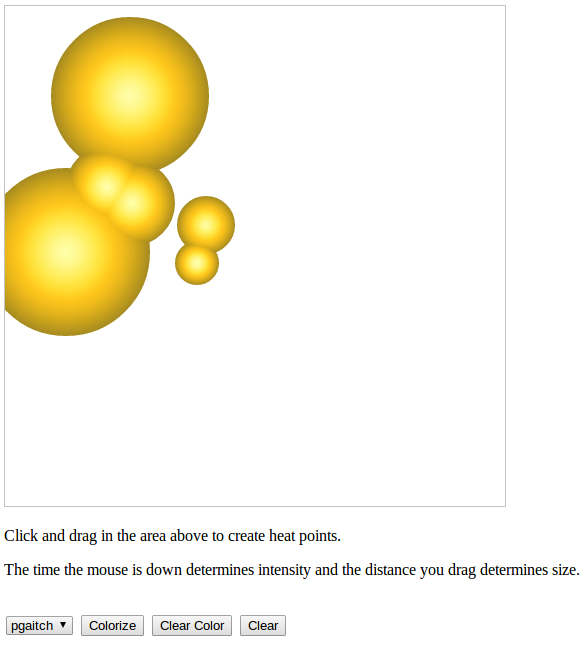 Click and drag in the area above to create heat points.
The time the mouse is down determines intensity and the distance you drag determines size.
pgaitch Colorize Clear Color Clear